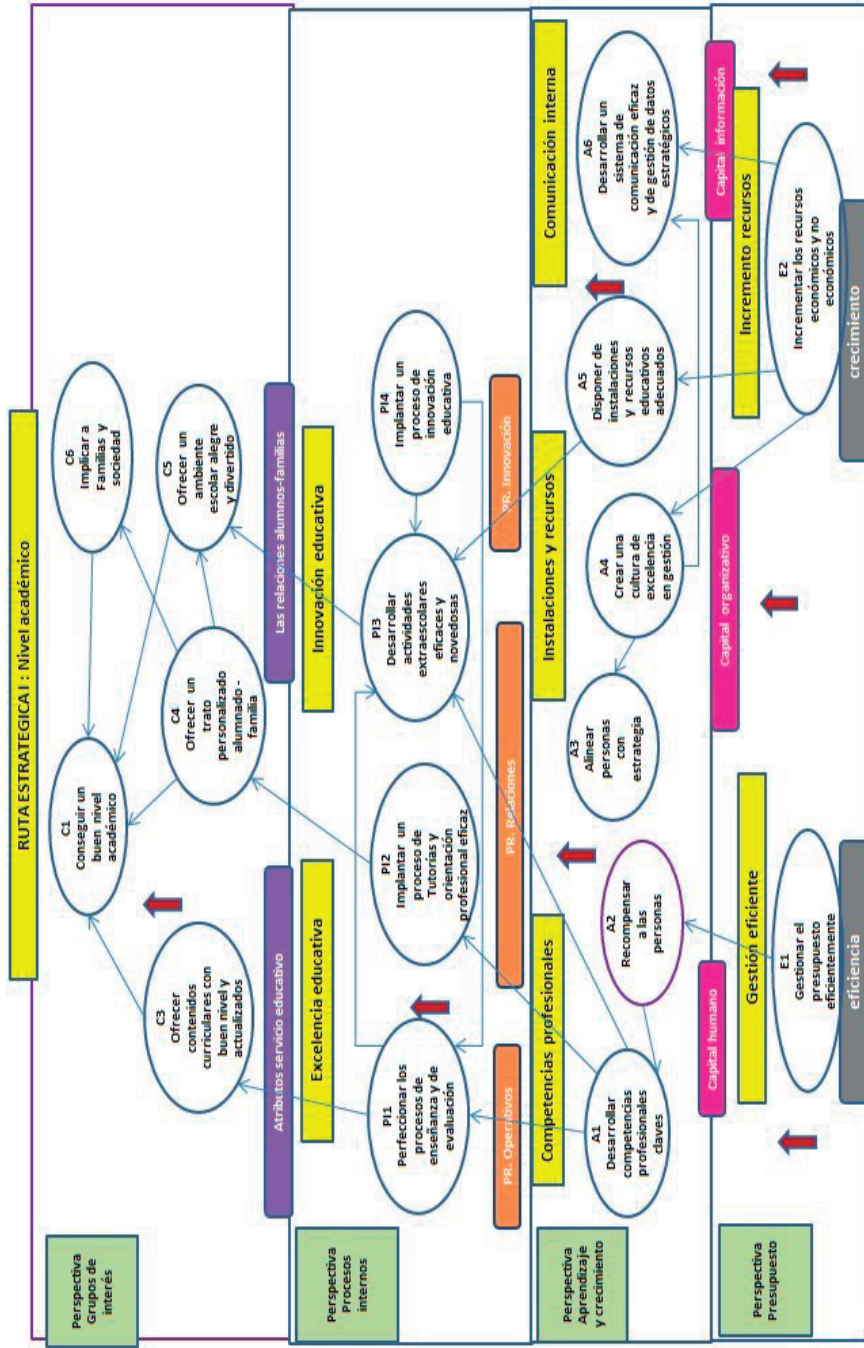 RUTA ESTRATEGICA I : Nivel académico
Perspectiva
Grupos de
interés
C1
Conseguir un
buen nivel
académico
C6
Implicar a
Familias y
sociedad
C3
Ofrecer
contenidos
curriculares con
buen nivel y
actualizados
C4
Ofrecer un
trato
personalizado
alumnado -
familia
C5
Ofrecer un
ambiente
escolar alegre
y divertido
Atributos servicio educativo
Las relaciones alumnos-familias
Perspectiva
Procesos
internos
Excelencia educativa
Innovación educativa
PI1
Perfeccionar los
procesos de
enseñanza y de
evaluación
PI2
Implantar un
proceso de
Tutorías y
orientación
profesional eficaz
PI3
Desarrollar
actividades
extraescolares
eficaces y
novedosas
PI4
Implantar un
proceso de
innovación
educativa
PR. Operativos
PR. Relaciones
PR. Innovación
Perspectiva
Aprendizaje
y crecimiento
Competencias profesionales
Instalaciones y recursos
Comunicación interna
A1
Desarrollar
competencias
profesionales
claves
A2
Recompensar
a las
personas
A3
Alinear
personas
con
estrategia
A4
Crear una
cultura de
excelencia
en gestión
A5
Disponer de
instalaciones
y recursos
educativos
adecuados
A6
Desarrollar un
sistema de
comunicación eficaz
y de gestión de datos
estratégicos
Capital humano
Capital organizativo
Capital información
Perspectiva
Presupuesto
Gestión eficiente
Incremento recursos
E1
Gestionar el
presupuesto
eficientemente
E2
Incrementar los recursos
económicos y no
económicos
eficiencia
crecimiento